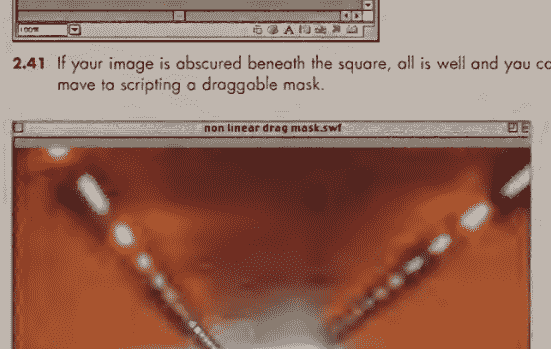 100%
2.41 If your image is obscured beneath the square, all is well and you ca
move to scripting a draggable mask.
non linear drag mask.swf